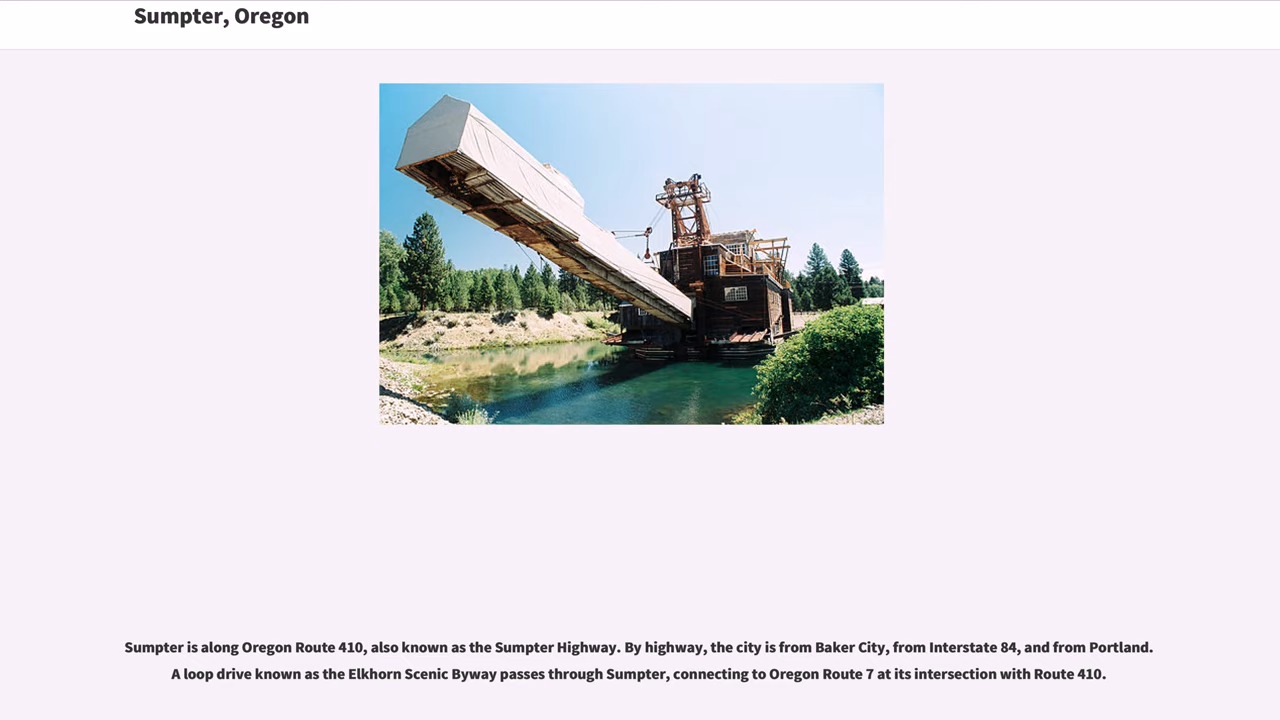 Sumpter, Oregon
Sumpter is along Oregon Route 410, also known as the Sumpter Highway. By highway, the city is from Baker City, from Interstate 84, and from Portland.
A loop drive known as the Elkhorn Scenic Byway passes through Sumpter, connecting to Oregon Route 7 at its intersection with Route 410.